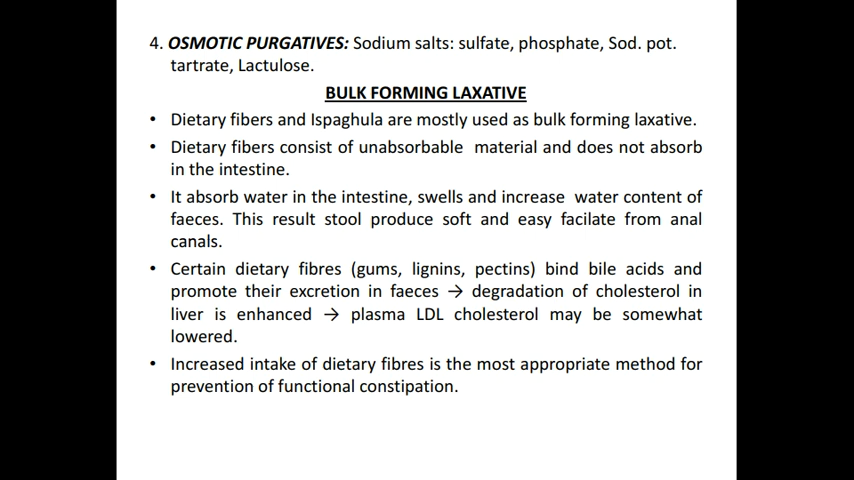 4. OSMOTIC PURGATIVES: Sodium salts: sulfate, phosphate, Sod. pot.
tartrate, Lactulose.
BULK FORMING LAXATIVE
• Dietary fibers and Ispaghula are mostly used as bulk forming laxative.
• Dietary fibers consist of unabsorbable material and does not absorb
in the intestine.
• It absorb water in the intestine, swells and increase water content of
faeces. This result stool produce soft and easy facilate from anal
canals.
• Certain dietary fibres (gums, lignins, pectins) bind bile acids and
promote their excretion in faeces → degradation of cholesterol in
liver is enhanced → plasma LDL cholesterol may be somewhat
lowered.
• Increased intake of dietary fibres is the most appropriate method for
prevention of functional constipation.